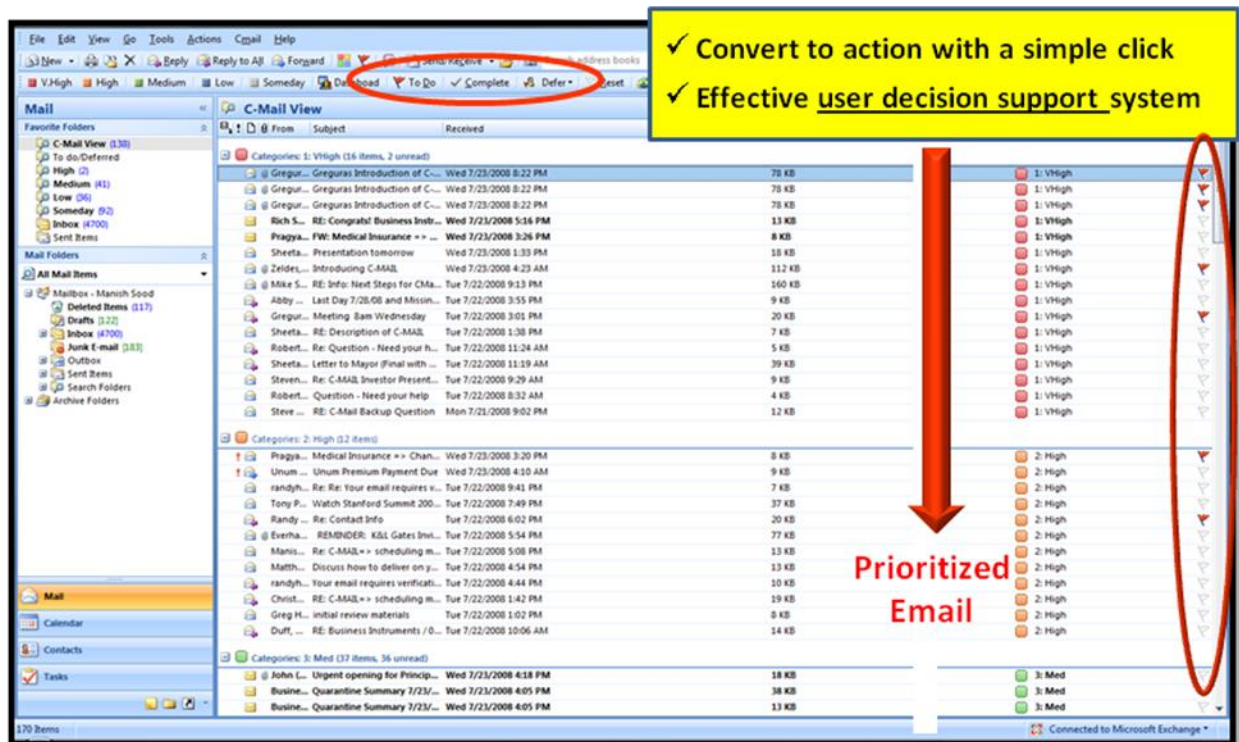 ✓ Convert to action with a simple click
✓ Effective user decision support system
File Edit View Go Tools Actions Cmail Help
New Reply Reply to All Forward Send/Receive address books
V.High High Medium Low Someday Dashboad To Do Complete Defer Reset
Mail
Favorite Folders
C-Mail View (138)
To do/Deferred
High (2)
Medium (41)
Low (36)
Someday (92)
Inbox (4700)
Sent Items
Mail Folders
All Mail Items
Mailbox - Manish Sood
Deleted Items (117)
Drafts [122]
Inbox (4700)
Junk E-mail [183]
Outbox
Sent Items
Search Folders
Archive Folders
Mail
Calendar
Contacts
Tasks
C-Mail View
From Subject Received
Categories: 1: VHigh (16 items, 2 unread)
Gregur... Greguras Introduction of C-... Wed 7/23/2008 8:22 PM 78 KB 1: VHigh
Gregur... Greguras Introduction of C-... Wed 7/23/2008 8:22 PM 78 KB 1: VHigh
Gregur... Greguras Introduction of C-... Wed 7/23/2008 8:22 PM 78 KB 1: VHigh
Rich S... RE: Congrats! Business Instr... Wed 7/23/2008 5:16 PM 13 KB 1: VHigh
Pragya... FW: Medical Insurance => ... Wed 7/23/2008 3:26 PM 8 KB 1: VHigh
Sheeta... Presentation tomorrow Wed 7/23/2008 1:33 PM 18 KB 1: VHigh
Zeldes,... Introducing C-MAIL Wed 7/23/2008 4:23 AM 112 KB 1: VHigh
Mike S... RE: Info: Next Steps for CMa... Tue 7/22/2008 9:13 PM 160 KB 1: VHigh
Abby ... Last Day 7/28/08 and Missin... Tue 7/22/2008 3:55 PM 9 KB 1: VHigh
Gregur... Meeting 8am Wednesday Tue 7/22/2008 3:01 PM 20 KB 1: VHigh
Sheeta... RE: Description of C-MAIL Tue 7/22/2008 1:38 PM 7 KB 1: VHigh
Robert... Re: Question - Need your h... Tue 7/22/2008 11:24 AM 5 KB 1: VHigh
Sheeta... Letter to Mayor (Final with ... Tue 7/22/2008 11:19 AM 39 KB 1: VHigh
Steven... Re: C-MAIL Investor Present... Tue 7/22/2008 9:29 AM 9 KB 1: VHigh
Robert... Question - Need your help Tue 7/22/2008 8:32 AM 4 KB 1: VHigh
Steve ... RE: C-Mail Backup Question Mon 7/21/2008 9:02 PM 12 KB 1: VHigh
Categories: 2: High (12 items)
Pragya... Medical Insurance => Chan... Wed 7/23/2008 3:20 PM 8 KB 2: High
Unum ... Unum Premium Payment Due Wed 7/23/2008 4:10 AM 9 KB 2: High
randyh... Re: Re: Your email requires v... Tue 7/22/2008 9:41 PM 7 KB 2: High
Tony P... Watch Stanford Summit 200... Tue 7/22/2008 7:49 PM 37 KB 2: High
Randy ... Re: Contact Info Tue 7/22/2008 6:02 PM 20 KB 2: High
Everha... REMINDER: K&L Gates Invi... Tue 7/22/2008 5:54 PM 77 KB 2: High
Manis... Re: C-MAIL=> scheduling m... Tue 7/22/2008 5:08 PM 13 KB 2: High
Matth... Discuss how to deliver on y... Tue 7/22/2008 4:54 PM 13 KB 2: High
randyh... Your email requires verificati... Tue 7/22/2008 4:44 PM 10 KB 2: High
Christ... RE: C-MAIL=> scheduling m... Tue 7/22/2008 1:42 PM 19 KB 2: High
Greg H... initial review materials Tue 7/22/2008 1:02 PM 8 KB 2: High
Duff, ... RE: Business Instruments / 0... Tue 7/22/2008 10:06 AM 14 KB 2: High
Categories: 3: Med (37 items, 36 unread)
John (... Urgent opening for Princip... Wed 7/23/2008 4:18 PM 18 KB 3: Med
Busine... Quarantine Summary 7/23/... Wed 7/23/2008 4:05 PM 38 KB 3: Med
Busine... Quarantine Summary 7/23/... Wed 7/23/2008 4:05 PM 13 KB 3: Med
Prioritized
Email
170 Items
Connected to Microsoft Exchange